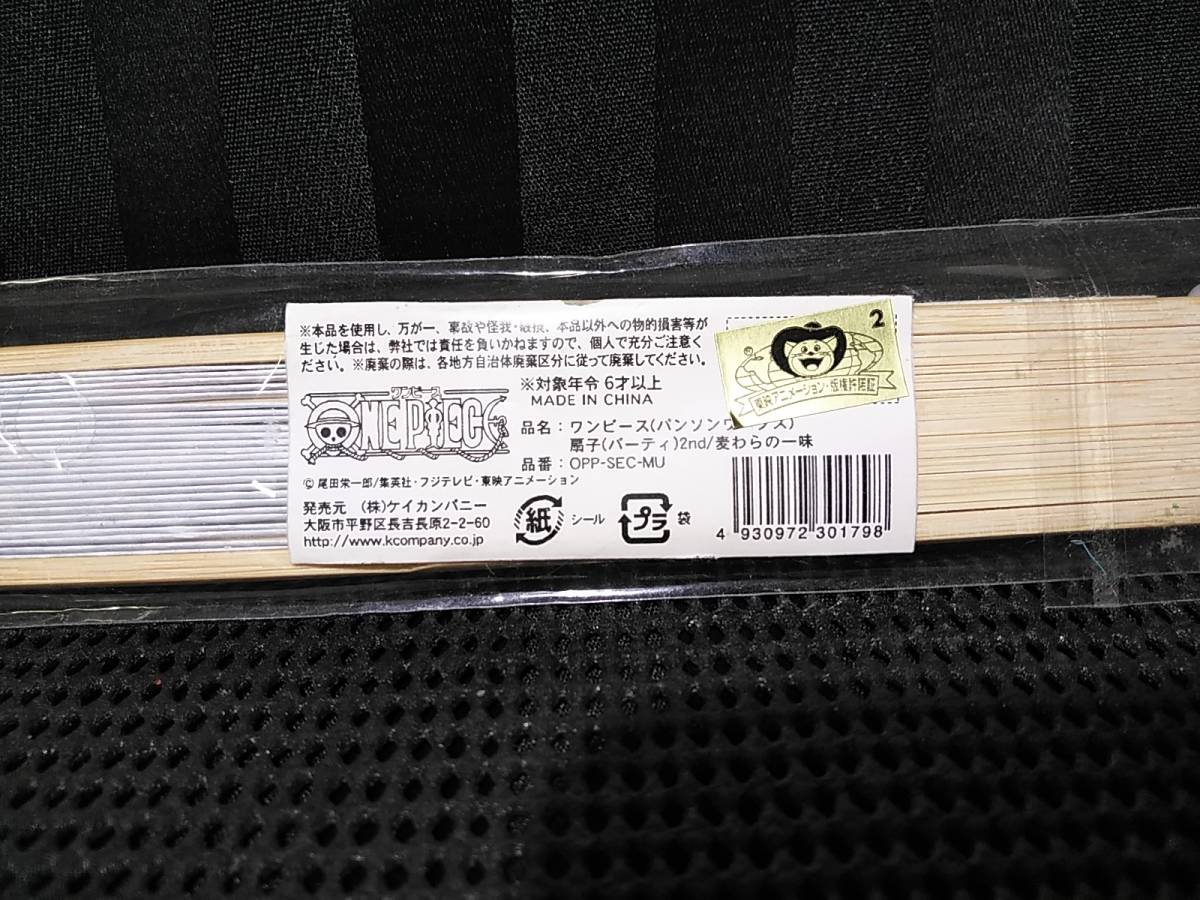 ※本品を使用し、万が一、事故や怪我・破損、本品以外への物的損害等が
生じた場合は、弊社では責任を負いかねますので、個人で充分ご注意く
ださい。※廃棄の際は、各地方自治体廃棄区分に従って廃棄してください。
※対象年令 6才以上
MADE IN CHINA
ワンピース
ONE PIECE
品名：ワンピース(パンソンワークス)
扇子(パーティ)2nd/麦わらの一味
品番：OPP-SEC-MU
© 尾田栄一郎/集英社・フジテレビ・東映アニメーション
発売元 (株)ケイカンパニー
大阪市平野区長吉長原2-2-60
http://www.kcompany.co.jp
紙 シール
プラ 袋
4 930972 301798
2
東映アニメーション・版権許諾証